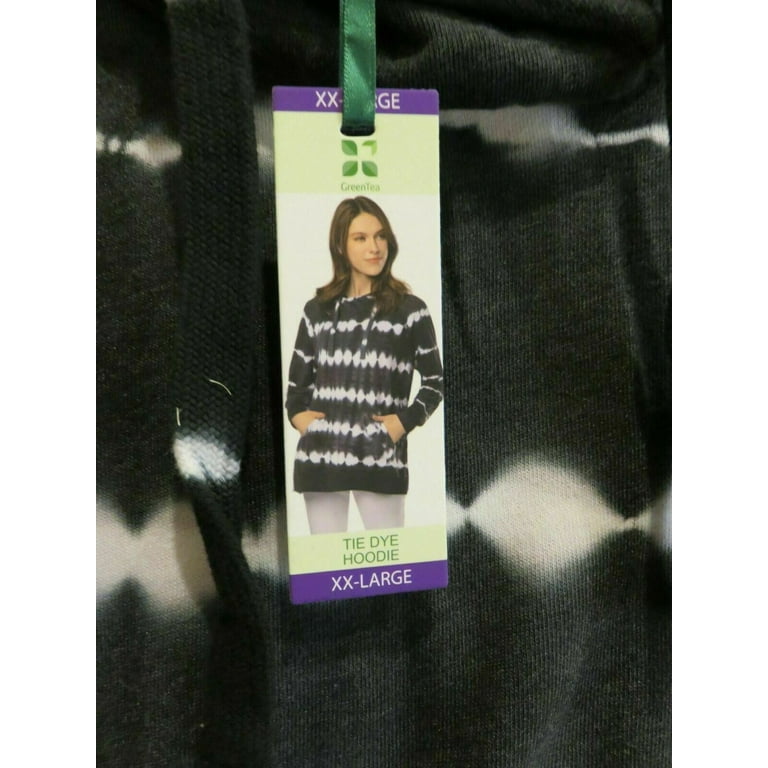 XX-LARGE
GreenTea
TIE DYE
HOODIE
XX-LARGE